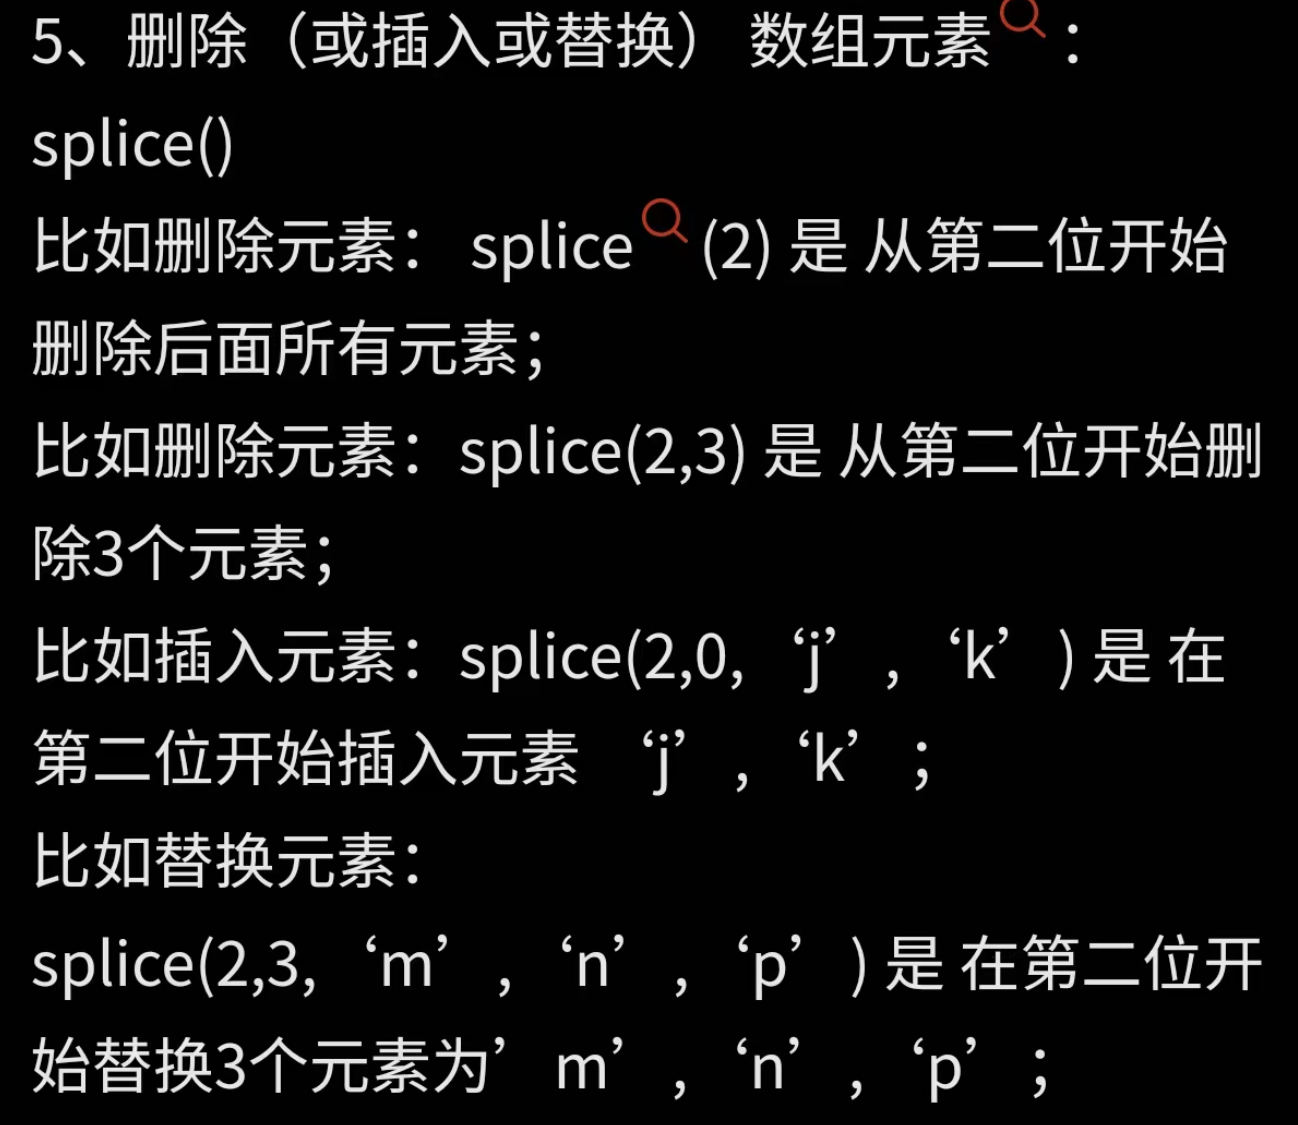 5、删除（或插入或替换） 数组元素：
splice()
比如删除元素： splice (2) 是 从第二位开始
删除后面所有元素；
比如删除元素：splice(2,3) 是 从第二位开始删
除3个元素；
比如插入元素：splice(2,0, ‘j’ , ‘k’ ) 是 在
第二位开始插入元素 ‘j’ , ‘k’ ；
比如替换元素：
splice(2,3, ‘m’ , ‘n’ , ‘p’ ) 是 在第二位开
始替换3个元素为’ m’ , ‘n’ , ‘p’ ；